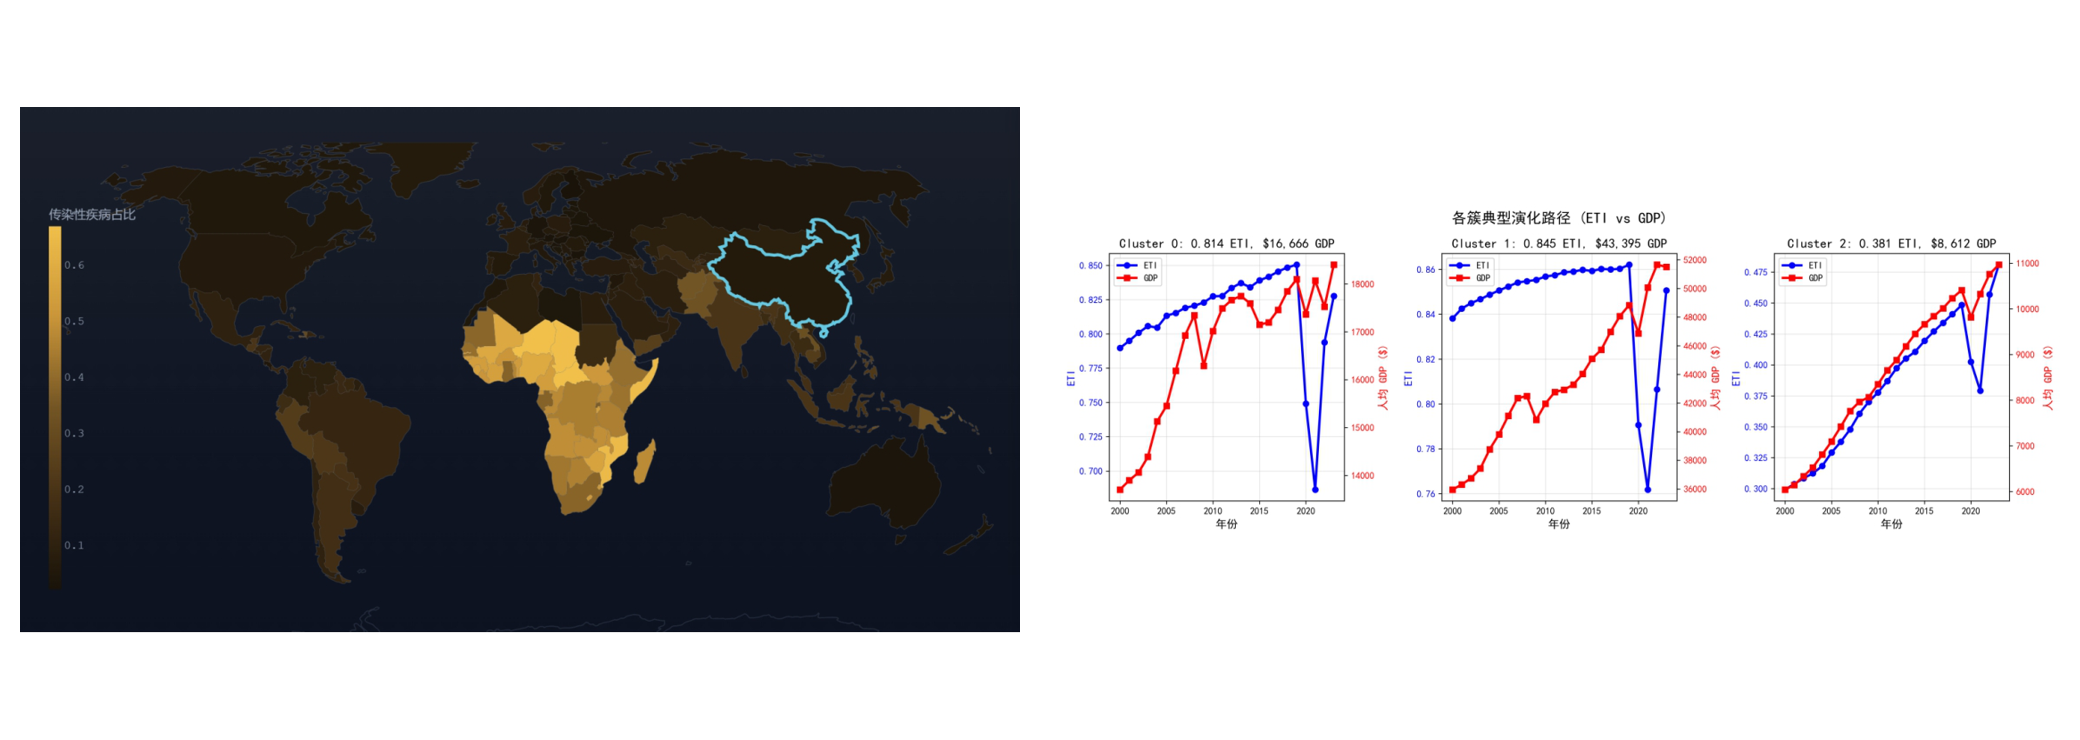 传染性疾病占比
0.6
0.5
0.4
0.3
0.2
0.1
各簇典型演化路径 (ETI vs GDP)
Cluster 0: 0.814 ETI, $16,666 GDP
ETI
GDP
0.850
0.825
0.800
0.775
0.750
0.725
0.700
ETI
18000
17000
16000
15000
14000
人均 GDP ($)
2000 2005 2010 2015 2020
年份
Cluster 1: 0.845 ETI, $43,395 GDP
ETI
GDP
0.86
0.84
0.82
0.80
0.78
0.76
ETI
52000
50000
48000
46000
44000
42000
40000
38000
36000
人均 GDP ($)
2000 2005 2010 2015 2020
年份
Cluster 2: 0.381 ETI, $8,612 GDP
ETI
GDP
0.475
0.450
0.425
0.400
0.375
0.350
0.325
0.300
ETI
11000
10000
9000
8000
7000
6000
人均 GDP ($)
2000 2005 2010 2015 2020
年份